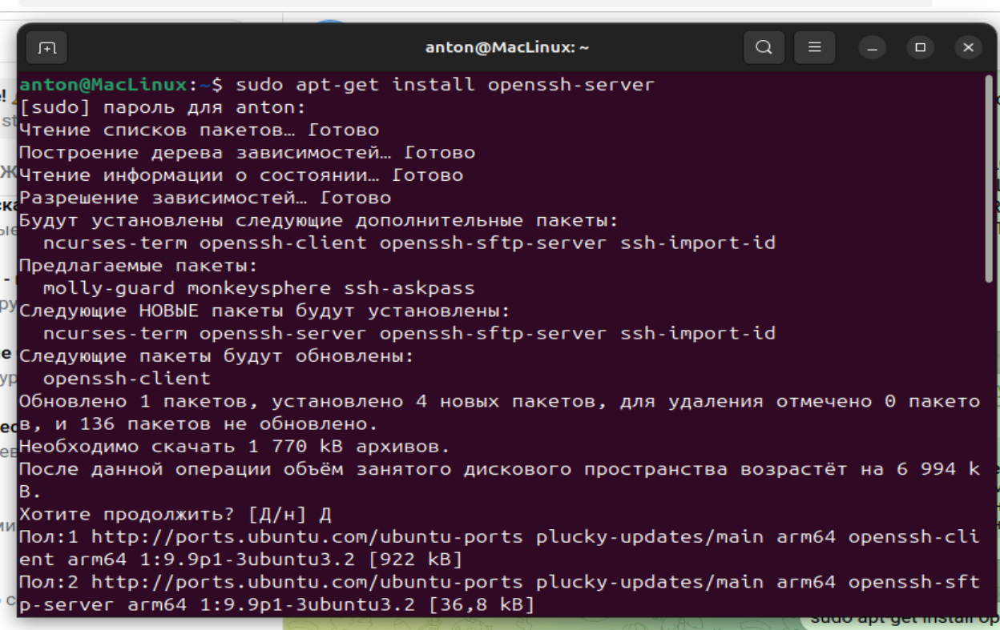 anton@MacLinux: ~
anton@MacLinux:~$ sudo apt-get install openssh-server
[sudo] пароль для anton:
Чтение списков пакетов… Готово
Построение дерева зависимостей… Готово
Чтение информации о состоянии… Готово
Разрешение зависимостей… Готово
Будут установлены следующие дополнительные пакеты:
  ncurses-term openssh-client openssh-sftp-server ssh-import-id
Предлагаемые пакеты:
  molly-guard monkeysphere ssh-askpass
Следующие НОВЫЕ пакеты будут установлены:
  ncurses-term openssh-server openssh-sftp-server ssh-import-id
Следующие пакеты будут обновлены:
  openssh-client
Обновлено 1 пакетов, установлено 4 новых пакетов, для удаления отмечено 0 пакето
в, и 136 пакетов не обновлено.
Необходимо скачать 1 770 kB архивов.
После данной операции объём занятого дискового пространства возрастёт на 6 994 k
B.
Хотите продолжить? [Д/н] Д
Пол:1 http://ports.ubuntu.com/ubuntu-ports plucky-updates/main arm64 openssh-cli
ent arm64 1:9.9p1-3ubuntu3.2 [922 kB]
Пол:2 http://ports.ubuntu.com/ubuntu-ports plucky-updates/main arm64 openssh-sft
p-server arm64 1:9.9p1-3ubuntu3.2 [36,8 kB]
sudo apt get install op